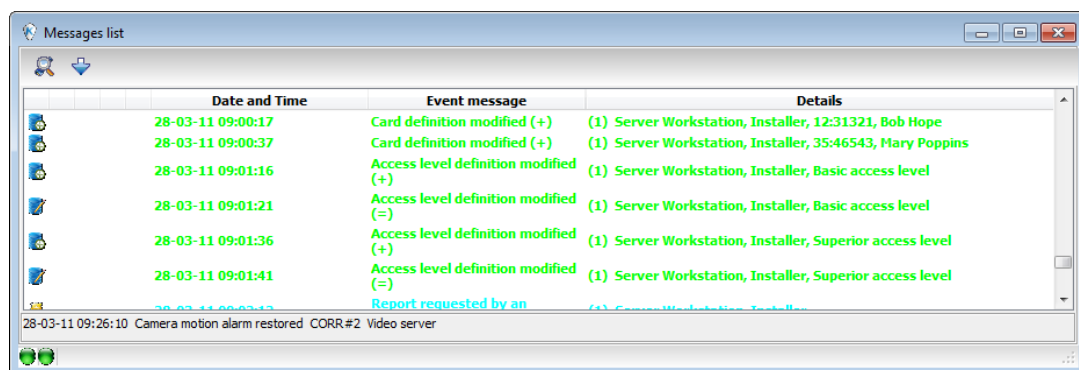 Messages list
Date and Time Event message Details
28-03-11 09:00:17 Card definition modified (+) (1) Server Workstation, Installer, 12:31321, Bob Hope
28-03-11 09:00:37 Card definition modified (+) (1) Server Workstation, Installer, 35:46543, Mary Poppins
28-03-11 09:01:16 Access level definition modified (+) (1) Server Workstation, Installer, Basic access level
28-03-11 09:01:21 Access level definition modified (=) (1) Server Workstation, Installer, Basic access level
28-03-11 09:01:36 Access level definition modified (+) (1) Server Workstation, Installer, Superior access level
28-03-11 09:01:41 Access level definition modified (=) (1) Server Workstation, Installer, Superior access level
Report requested by an (1) Server Workstation, Installer
28-03-11 09:26:10 Camera motion alarm restored CORR#2 Video server